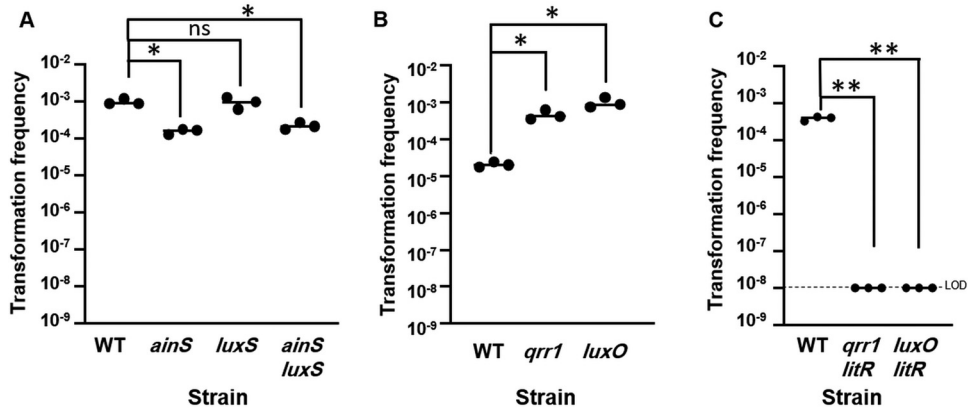 A
*
ns
*
Transformation frequency
10-2
10-3
10-4
10-5
10-6
10-7
10-8
10-9
WT ainS luxS ainS
luxS
Strain
B
*
*
Transformation frequency
10-2
10-3
10-4
10-5
10-6
10-7
10-8
10-9
WT qrr1 luxO
Strain
C
**
**
Transformation frequency
10-2
10-3
10-4
10-5
10-6
10-7
10-8
10-9
LOD
WT qrr1 luxO
litR litR
Strain